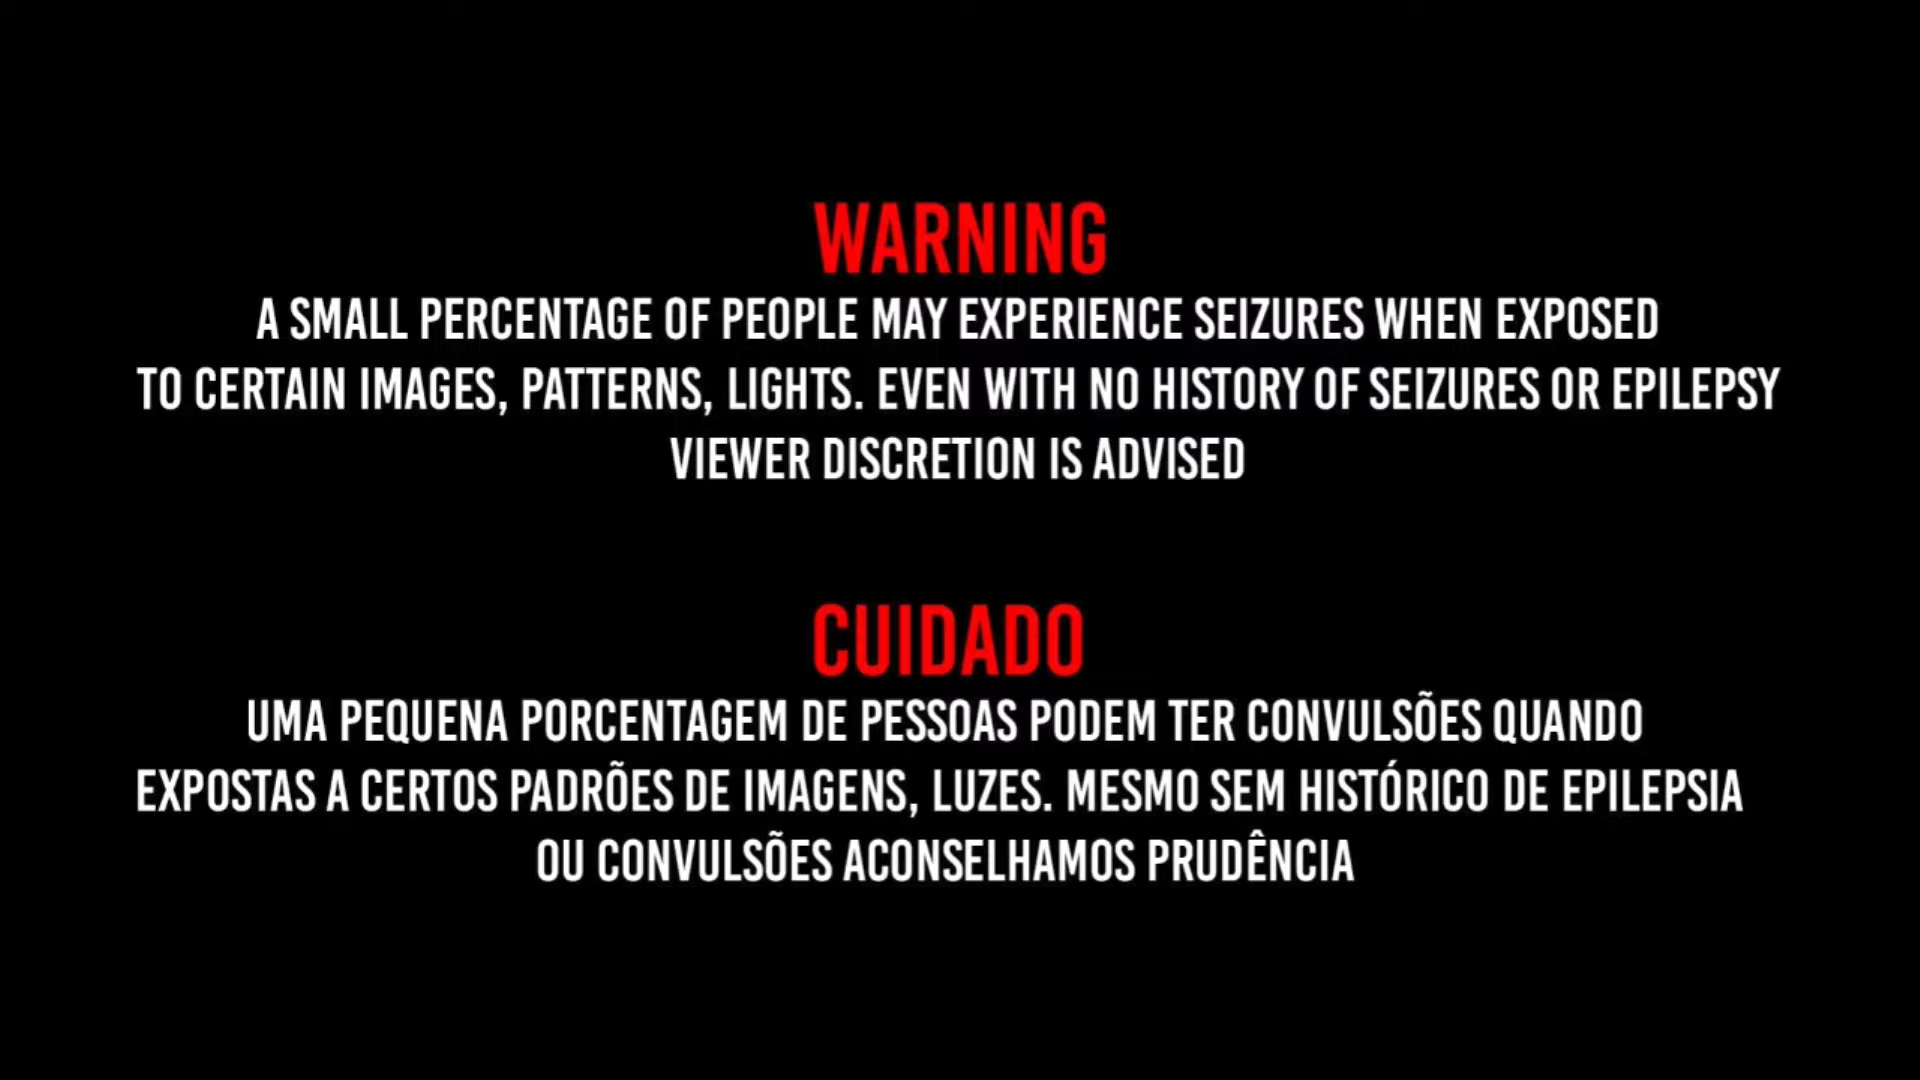 WARNING
A SMALL PERCENTAGE OF PEOPLE MAY EXPERIENCE SEIZURES WHEN EXPOSED
TO CERTAIN IMAGES, PATTERNS, LIGHTS. EVEN WITH NO HISTORY OF SEIZURES OR EPILEPSY
VIEWER DISCRETION IS ADVISED
CUIDADO
UMA PEQUENA PORCENTAGEM DE PESSOAS PODEM TER CONVULSÕES QUANDO
EXPOSTAS A CERTOS PADRÕES DE IMAGENS, LUZES. MESMO SEM HISTÓRICO DE EPILEPSIA
OU CONVULSÕES ACONSELHAMOS PRUDÊNCIA